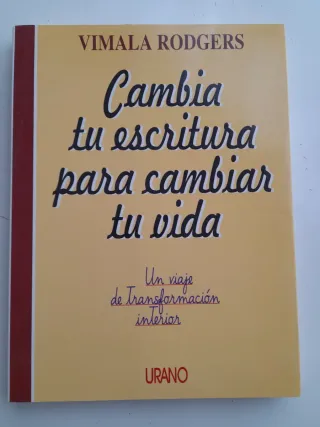 VIMALA RODGERS
Cambia
tu escritura
para cambiar
tu vida
Un viaje
de transformación
interior
URANO